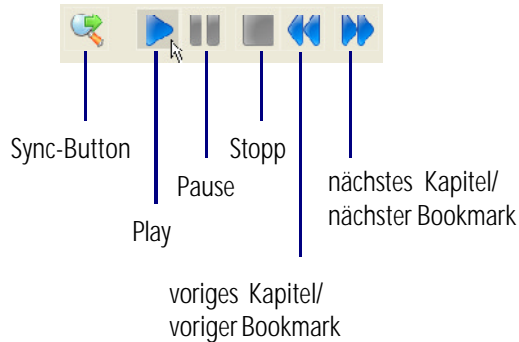 Sync-Button
Stopp
Pause
nächstes Kapitel/
nächster Bookmark
Play
voriges Kapitel/
voriger Bookmark